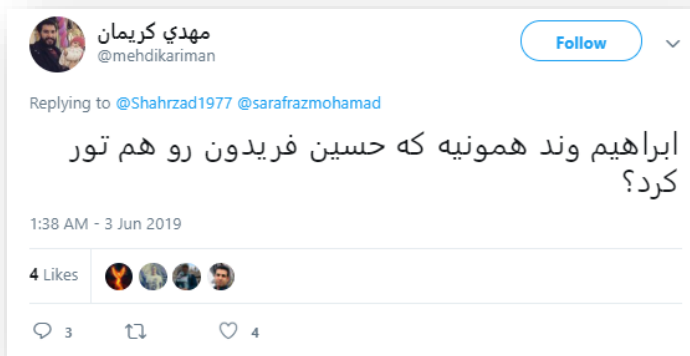 مهدي كريمان
@mehdikariman
Follow
Replying to @Shahrzad1977 @sarafrazmohamad
ابراهیم وند همونیه که حسین فریدون رو هم تور
کرد؟
1:38 AM - 3 Jun 2019
4 Likes
3
4